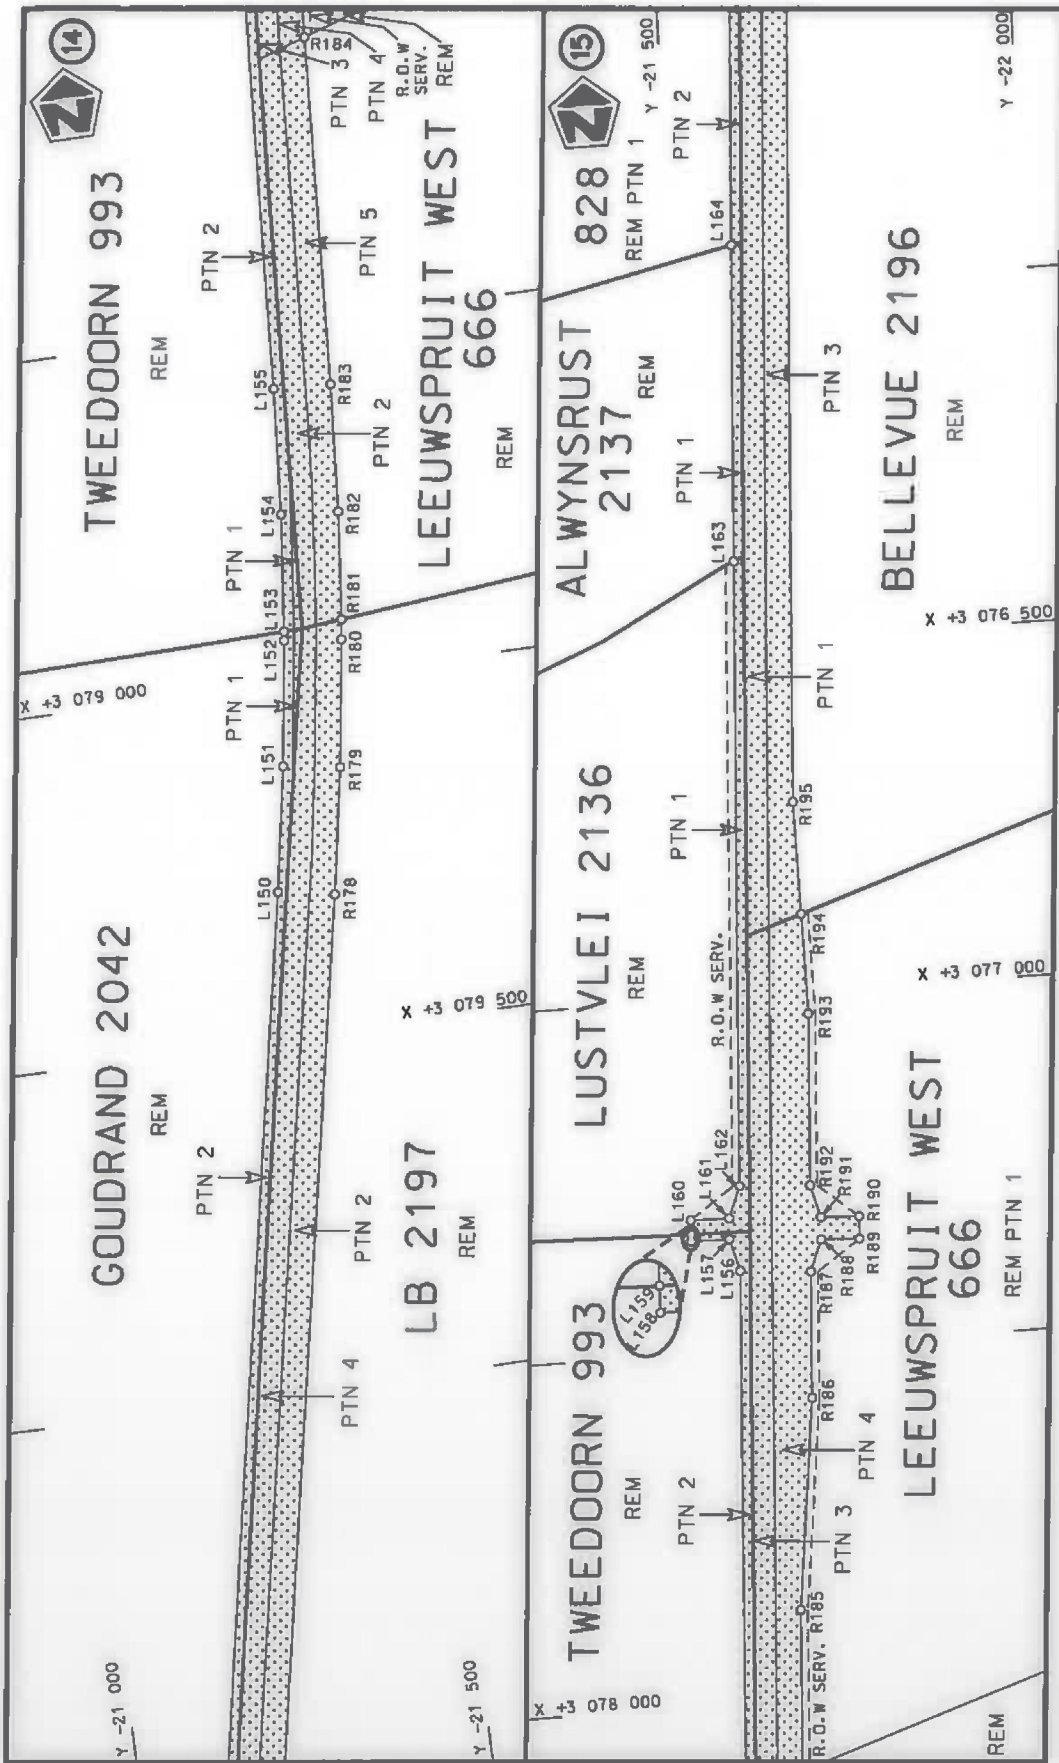 14
TWEEDOORN 993
REM
PTN 2
PTN 1
L155
L154
L153
L152
L151
L150
PTN 1
X +3 079 000
GOUDRAND 2042
REM
PTN 2
Y -21 000
R184
PTN 3
PTN 4
R.O.W
SERV.
REM
PTN 5
PTN 2
R183
R182
R181
R180
R179
R178
LEEUWSPRUIT WEST
666
REM
X +3 079 500
PTN 2
LB 2197
REM
PTN 4
Y -21 500
15
828
REM PTN 1
Y -21 500
PTN 2
L164
ALWYNSRUST
2137
REM
PTN 1
L163
LUSTVLEI 2136
REM
PTN 1
R.O.W SERV.
L162
L161
L160
L157
L156
L159
L158
TWEEDOORN 993
REM
PTN 2
X +3 078 000
Y -22 000
PTN 3
BELLEVUE 2196
REM
X +3 076 500
PTN 1
R195
R194
R193
X +3 077 000
R192
R191
R190
R189
R188
R187
R186
LEEUWSPRUIT WEST
666
REM PTN 1
PTN 4
PTN 3
R185
R.O.W SERV.
REM